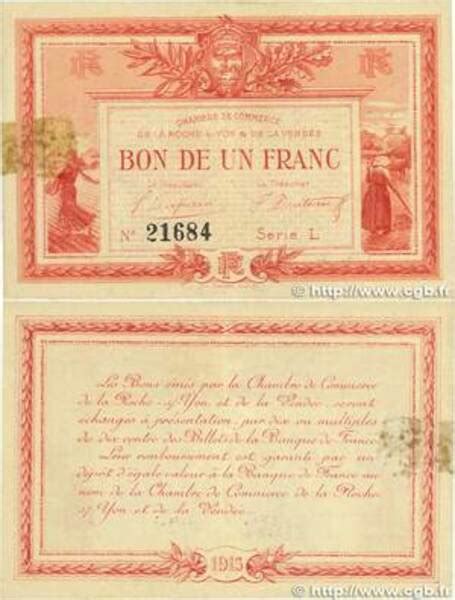 CHAMBRE DE COMMERCE
DE LA ROCHE S/YON & DE LA VENDÉE
BON DE UN FRANC
Le Président
Le Trésorier
N° 21684 Serie L
© http://www.cgb.fr
Les Bons émis par la Chambre de Commerce
de la Roche-s/-Yon et de la Vendée, seront
échangés à présentation, par dix ou multiples
de dix contre des Billets de la Banque de France.
Leur remboursement est garanti par un
dépôt d'égale valeur à la Banque de France au
nom de la Chambre de Commerce de la Roche
s/ Yon et de la Vendée.
1915
© http://www.cgb.fr